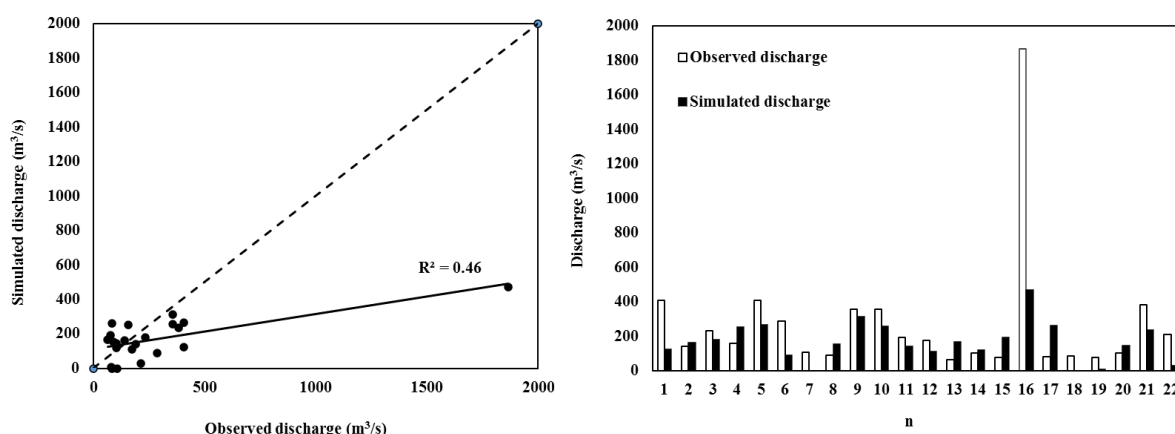 2000
1800
1600
1400
1200
1000
800
600
400
200
0
Simulated discharge (m³/s)
R² = 0.46
0 500 1000 1500 2000
Observed discharge (m³/s)
2000
1800
1600
1400
1200
1000
800
600
400
200
0
Discharge (m³/s)
Observed discharge
Simulated discharge
1 2 3 4 5 6 7 8 9 10 11 12 13 14 15 16 17 18 19 20 21 22
n